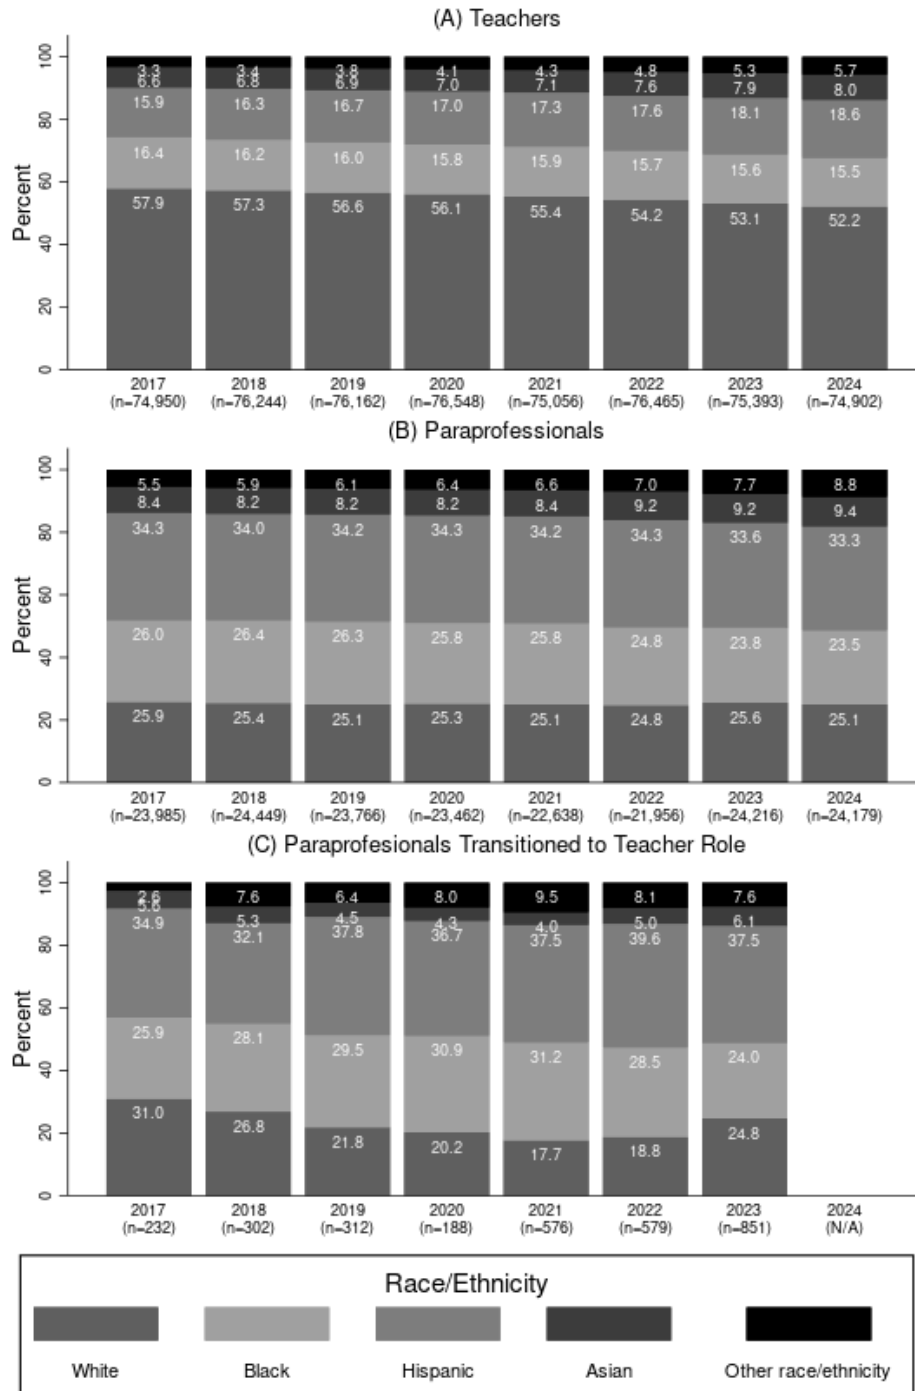 (A) Teachers
Percent
100
80
60
40
20
0
3.3 3.4 3.8 4.1 4.3 4.8 5.3 5.7
6.6 6.8 6.9 7.0 7.1 7.6 7.9 8.0
15.9 16.3 16.7 17.0 17.3 17.6 18.1 18.6
16.4 16.2 16.0 15.8 15.9 15.7 15.6 15.5
57.9 57.3 56.6 56.1 55.4 54.2 53.1 52.2
2017 2018 2019 2020 2021 2022 2023 2024
(n=74,950) (n=76,244) (n=76,162) (n=76,548) (n=75,056) (n=76,465) (n=75,393) (n=74,902)
(B) Paraprofessionals
Percent
100
80
60
40
20
0
5.5 5.9 6.1 6.4 6.6 7.0 7.7 8.8
8.4 8.2 8.2 8.2 8.4 9.2 9.2 9.4
34.3 34.0 34.2 34.3 34.2 34.3 33.6 33.3
26.0 26.4 26.3 25.8 25.8 24.8 23.8 23.5
25.9 25.4 25.1 25.3 25.1 24.8 25.6 25.1
2017 2018 2019 2020 2021 2022 2023 2024
(n=23,985) (n=24,449) (n=23,766) (n=23,462) (n=22,638) (n=21,956) (n=24,216) (n=24,179)
(C) Paraprofesionals Transitioned to Teacher Role
Percent
100
80
60
40
20
0
2.6 7.6 6.4 8.0 9.5 8.1 7.6
5.6 5.3 4.5 4.3 4.0 5.0 6.1
34.9 32.1 37.8 36.7 37.5 39.6 37.5
25.9 28.1 29.5 30.9 31.2 28.5 24.0
31.0 26.8 21.8 20.2 17.7 18.8 24.8
2017 2018 2019 2020 2021 2022 2023 2024
(n=232) (n=302) (n=312) (n=188) (n=576) (n=579) (n=851) (N/A)
Race/Ethnicity
White Black Hispanic Asian Other race/ethnicity